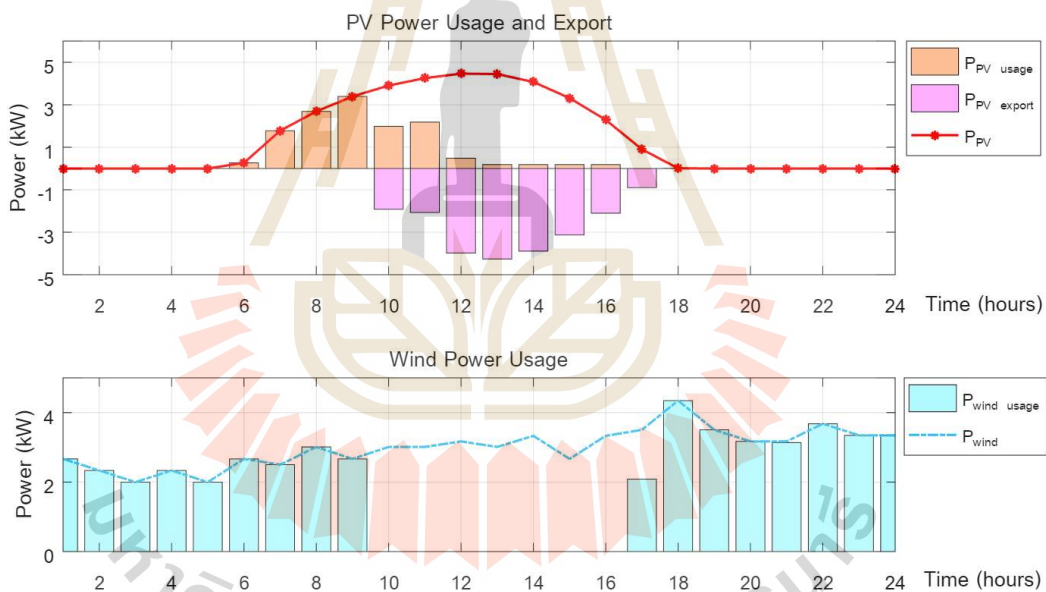 PV Power Usage and Export
Power (kW)
5
3
1
-1
-3
-5
2 4 6 8 10 12 14 16 18 20 22 24 Time (hours)
P_PV usage
P_PV export
P_PV
Wind Power Usage
Power (kW)
4
2
0
2 4 6 8 10 12 14 16 18 20 22 24 Time (hours)
P_wind usage
P_wind